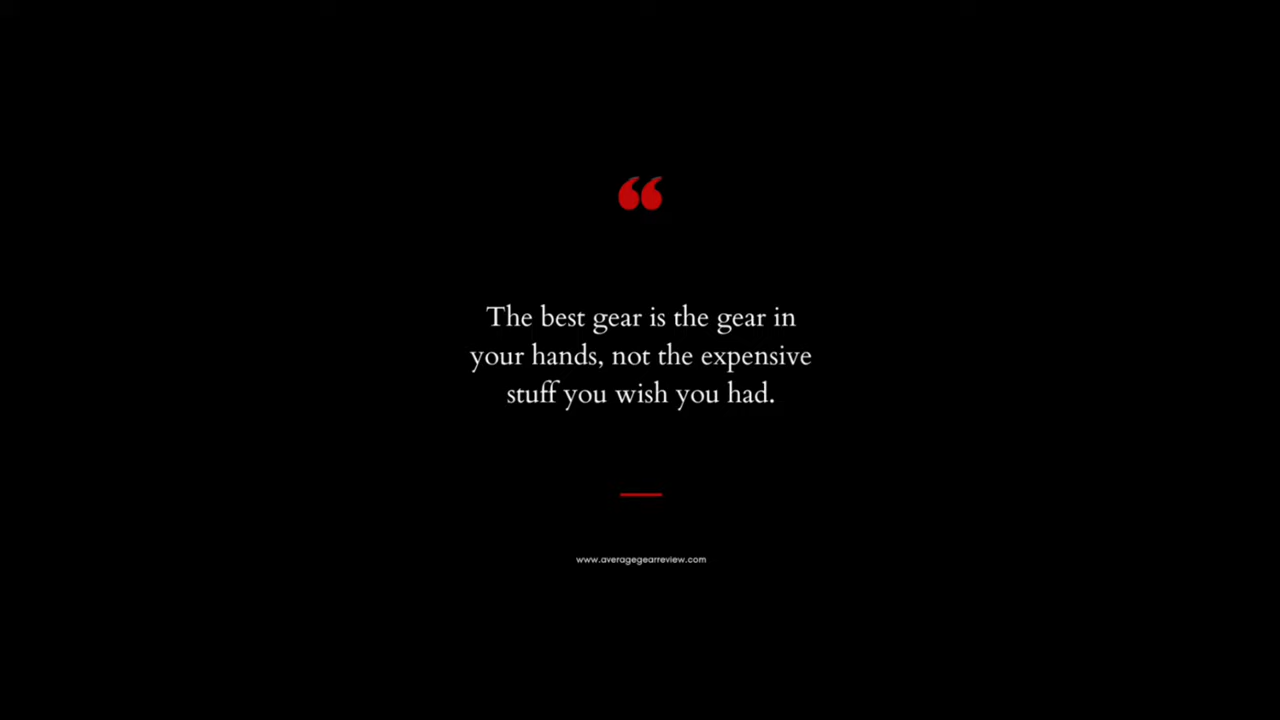 “
The best gear is the gear in
your hands, not the expensive
stuff you wish you had.
www.averagegearreview.com